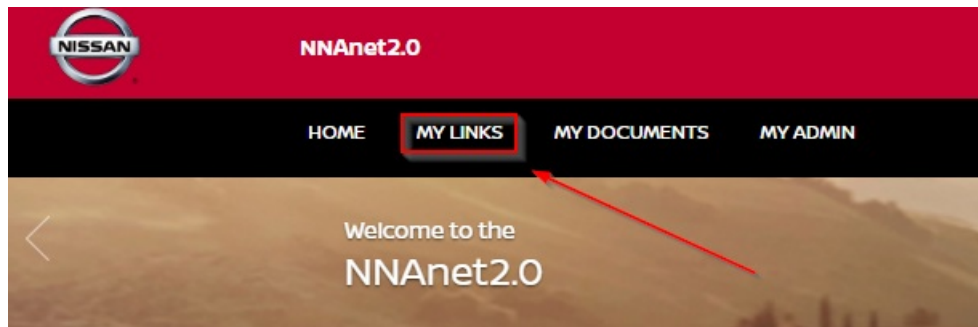 NISSAN
NNAnet2.0
HOME MY LINKS MY DOCUMENTS MY ADMIN
Welcome to the
NNAnet2.0